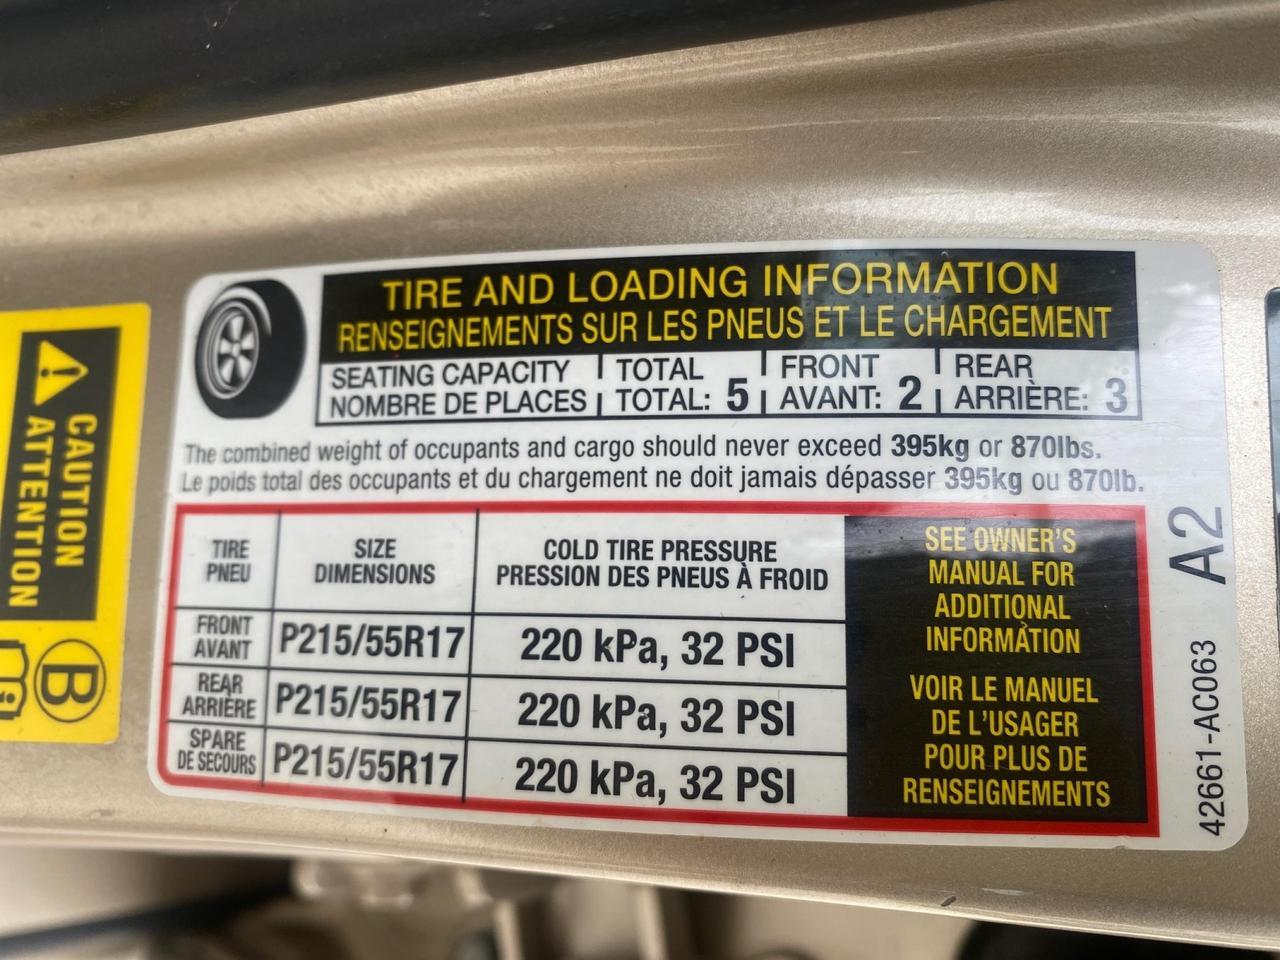 TIRE AND LOADING INFORMATION
RENSEIGNEMENTS SUR LES PNEUS ET LE CHARGEMENT
SEATING CAPACITY | TOTAL | FRONT | REAR
NOMBRE DE PLACES | TOTAL: 5 | AVANT: 2 | ARRIÈRE: 3
The combined weight of occupants and cargo should never exceed 395kg or 870lbs.
Le poids total des occupants et du chargement ne doit jamais dépasser 395kg ou 870lb.
TIRE
PNEU
SIZE
DIMENSIONS
COLD TIRE PRESSURE
PRESSION DES PNEUS À FROID
FRONT
AVANT
P215/55R17
220 kPa, 32 PSI
REAR
ARRIÈRE
P215/55R17
220 kPa, 32 PSI
SPARE
DE SECOURS
P215/55R17
220 kPa, 32 PSI
SEE OWNER'S
MANUAL FOR
ADDITIONAL
INFORMATION
VOIR LE MANUEL
DE L'USAGER
POUR PLUS DE
RENSEIGNEMENTS
42661-AC063 A2
CAUTION
ATTENTION
B